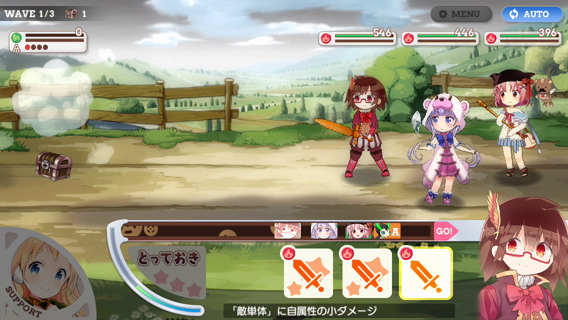 WAVE 1/3
1
MENU
AUTO
0
A
546
446
396
A
GO!
とっておき
SUPPORT
「敵単体」に自属性の小ダメージ